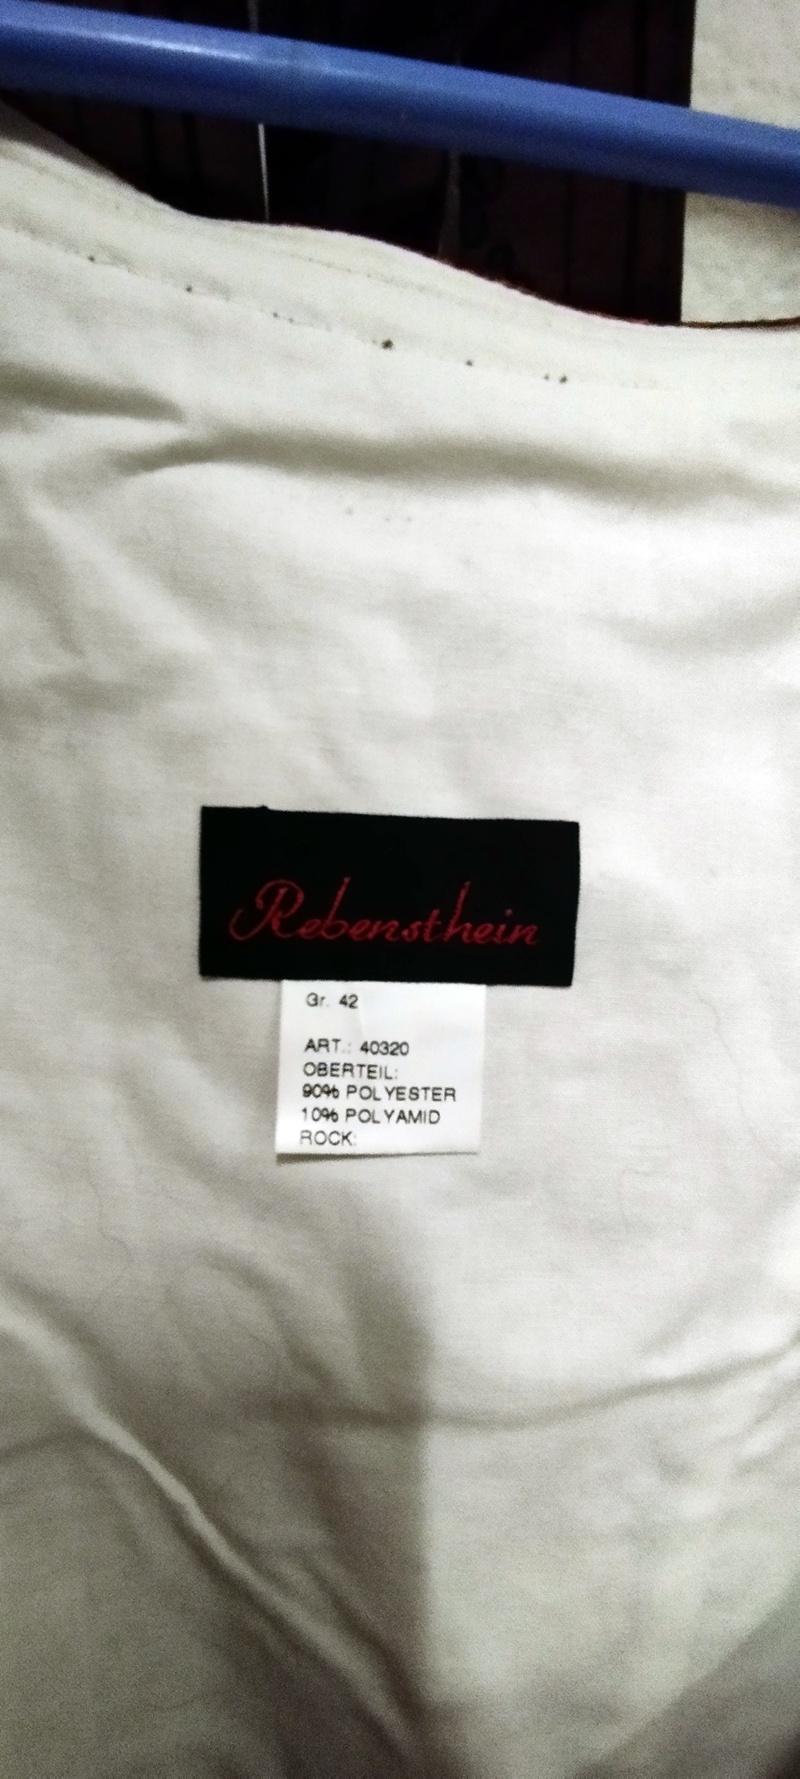 Rebensthein
Gr. 42
ART.: 40320
OBERTEIL:
90% POLYESTER
10% POLYAMID
ROCK: